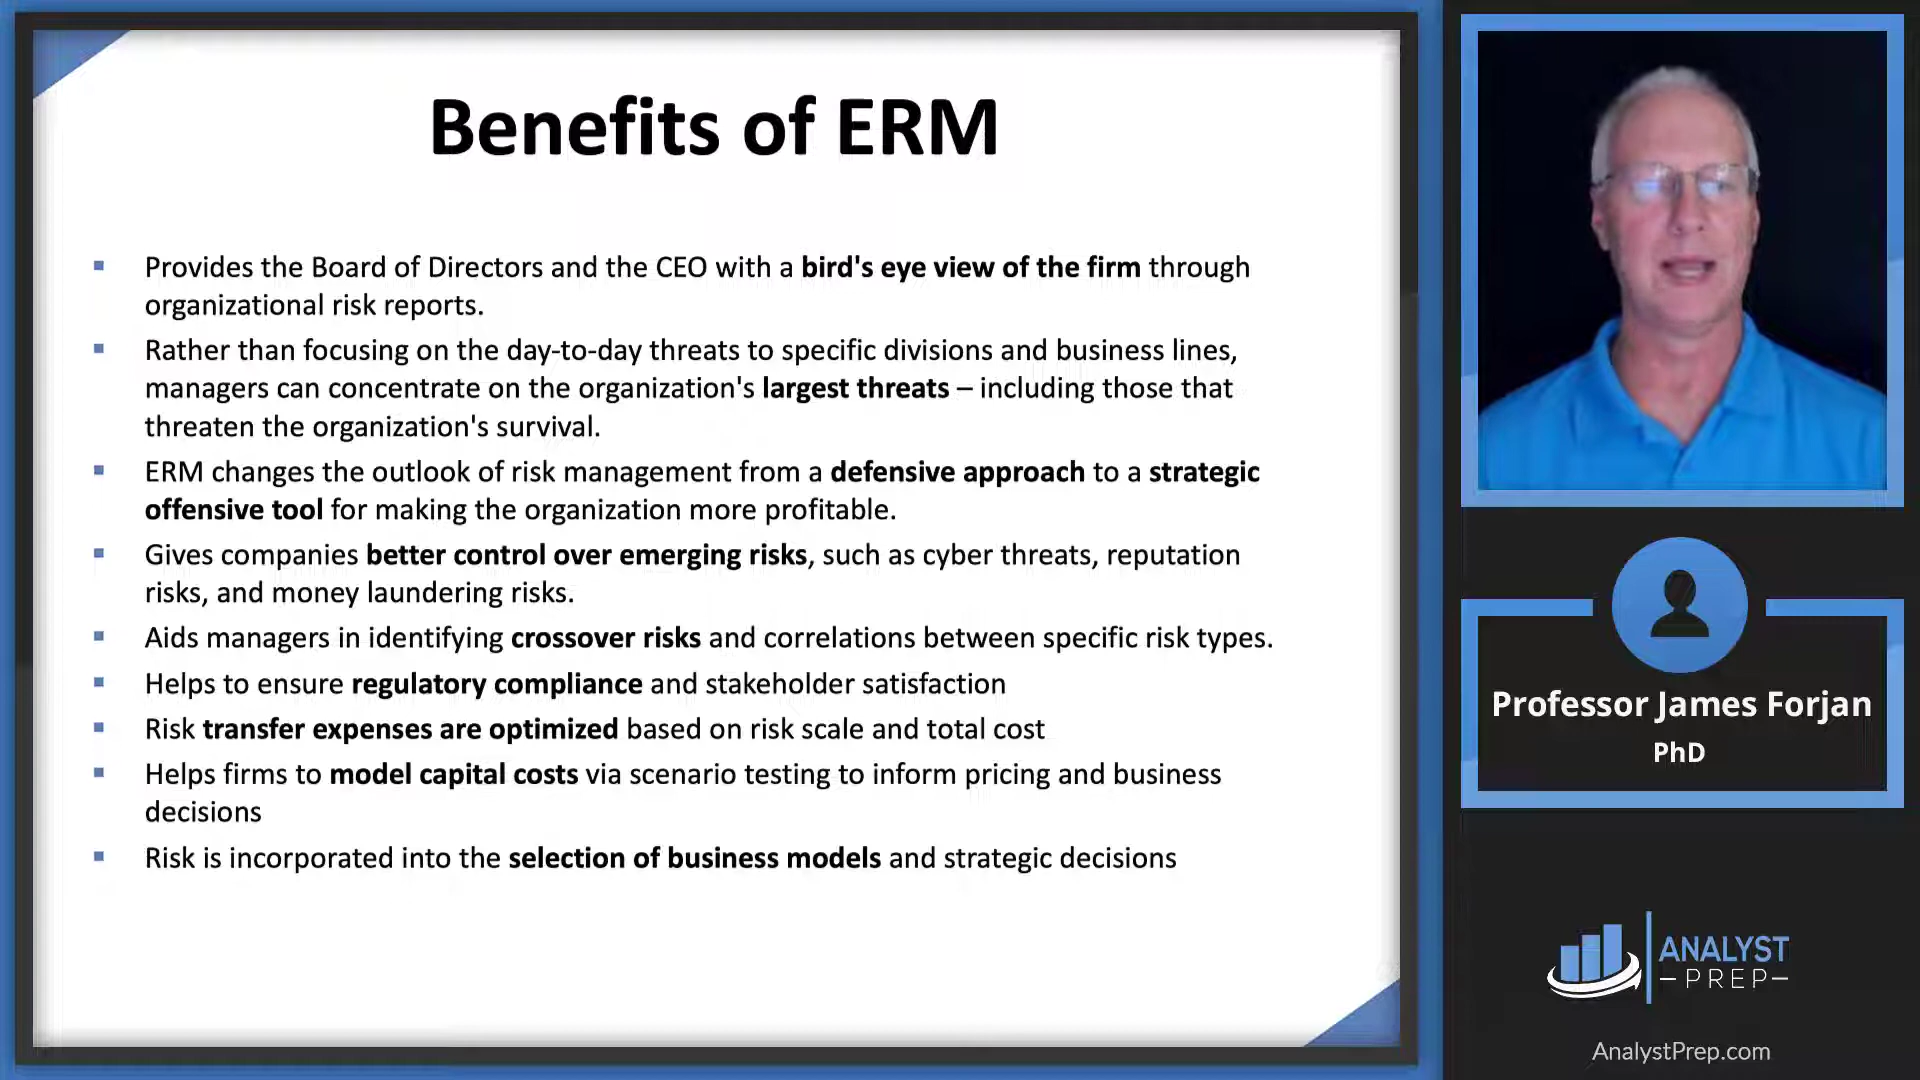 Benefits of ERM
Provides the Board of Directors and the CEO with a bird's eye view of the firm through
organizational risk reports.
Rather than focusing on the day-to-day threats to specific divisions and business lines,
managers can concentrate on the organization's largest threats – including those that
threaten the organization's survival.
ERM changes the outlook of risk management from a defensive approach to a strategic
offensive tool for making the organization more profitable.
Gives companies better control over emerging risks, such as cyber threats, reputation
risks, and money laundering risks.
Aids managers in identifying crossover risks and correlations between specific risk types.
Helps to ensure regulatory compliance and stakeholder satisfaction
Risk transfer expenses are optimized based on risk scale and total cost
Helps firms to model capital costs via scenario testing to inform pricing and business
decisions
Risk is incorporated into the selection of business models and strategic decisions
Professor James Forjan
PhD
ANALYST
PREP
AnalystPrep.com